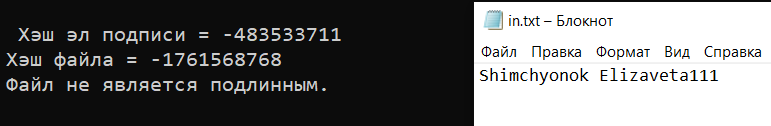 Хэш эл подписи = -483533711
Хэш файла = -1761568768
Файл не является подлинным.
in.txt – Блокнот
Файл Правка Формат Вид Справка
Shimchyonok Elizaveta111